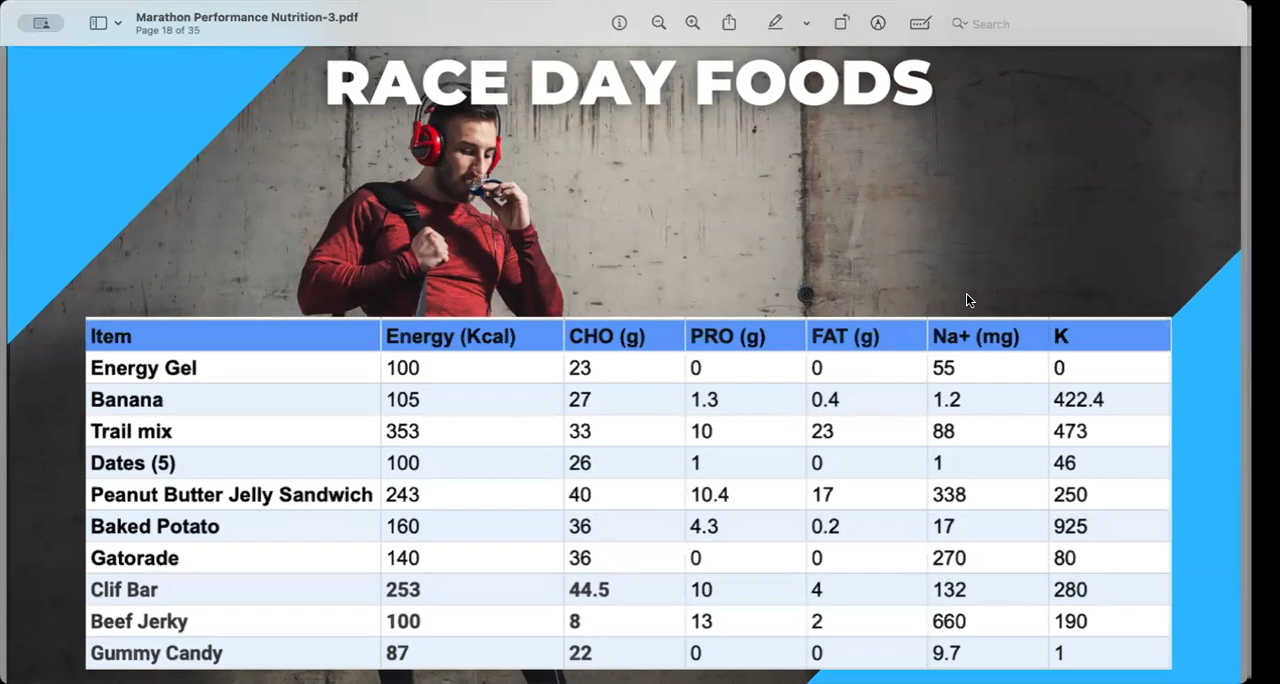 Marathon Performance Nutrition-3.pdf
Page 18 of 35
Search
RACE DAY FOODS
Item Energy (Kcal) CHO (g) PRO (g) FAT (g) Na+ (mg) K
Energy Gel 100 23 0 0 55 0
Banana 105 27 1.3 0.4 1.2 422.4
Trail mix 353 33 10 23 88 473
Dates (5) 100 26 1 0 1 46
Peanut Butter Jelly Sandwich 243 40 10.4 17 338 250
Baked Potato 160 36 4.3 0.2 17 925
Gatorade 140 36 0 0 270 80
Clif Bar 253 44.5 10 4 132 280
Beef Jerky 100 8 13 2 660 190
Gummy Candy 87 22 0 0 9.7 1